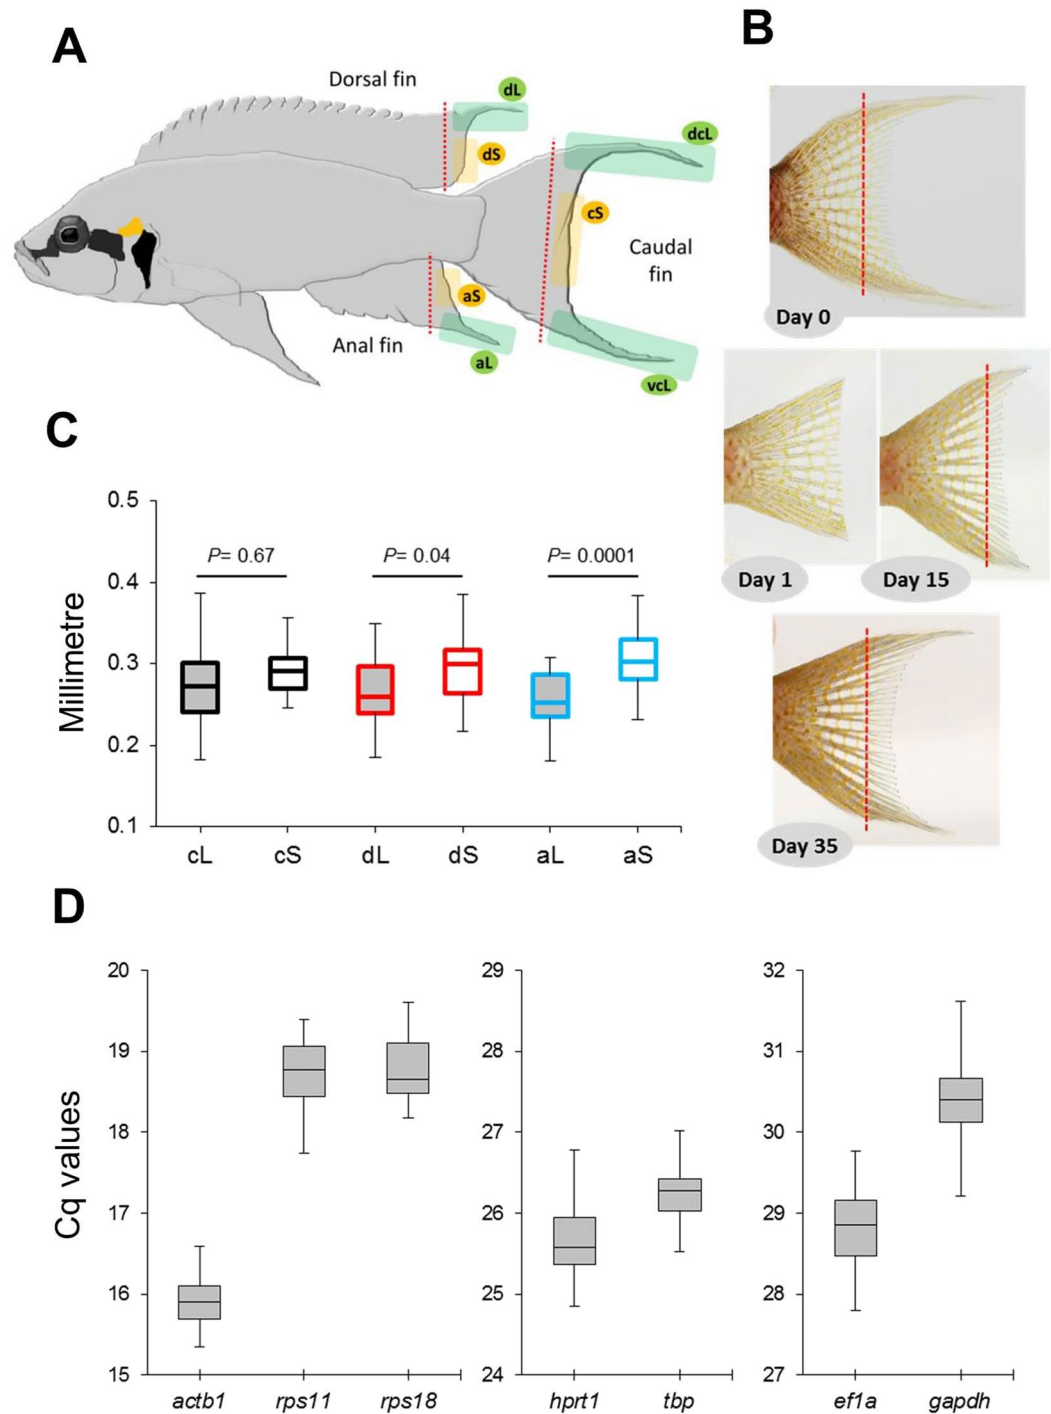 A
Dorsal fin
dL
dcL
dS
cS
Caudal
fin
aS
Anal fin
aL
vcL
B
Day 0
Day 1
Day 15
Day 35
C
Millimetre
0.5
0.4
0.3
0.2
0.1
P= 0.67
P= 0.04
P= 0.0001
cL cS dL dS aL aS
D
Cq values
20
19
18
17
16
15
actb1 rps11 rps18
29
28
27
26
25
24
hprt1 tbp
32
31
30
29
28
27
ef1a gapdh